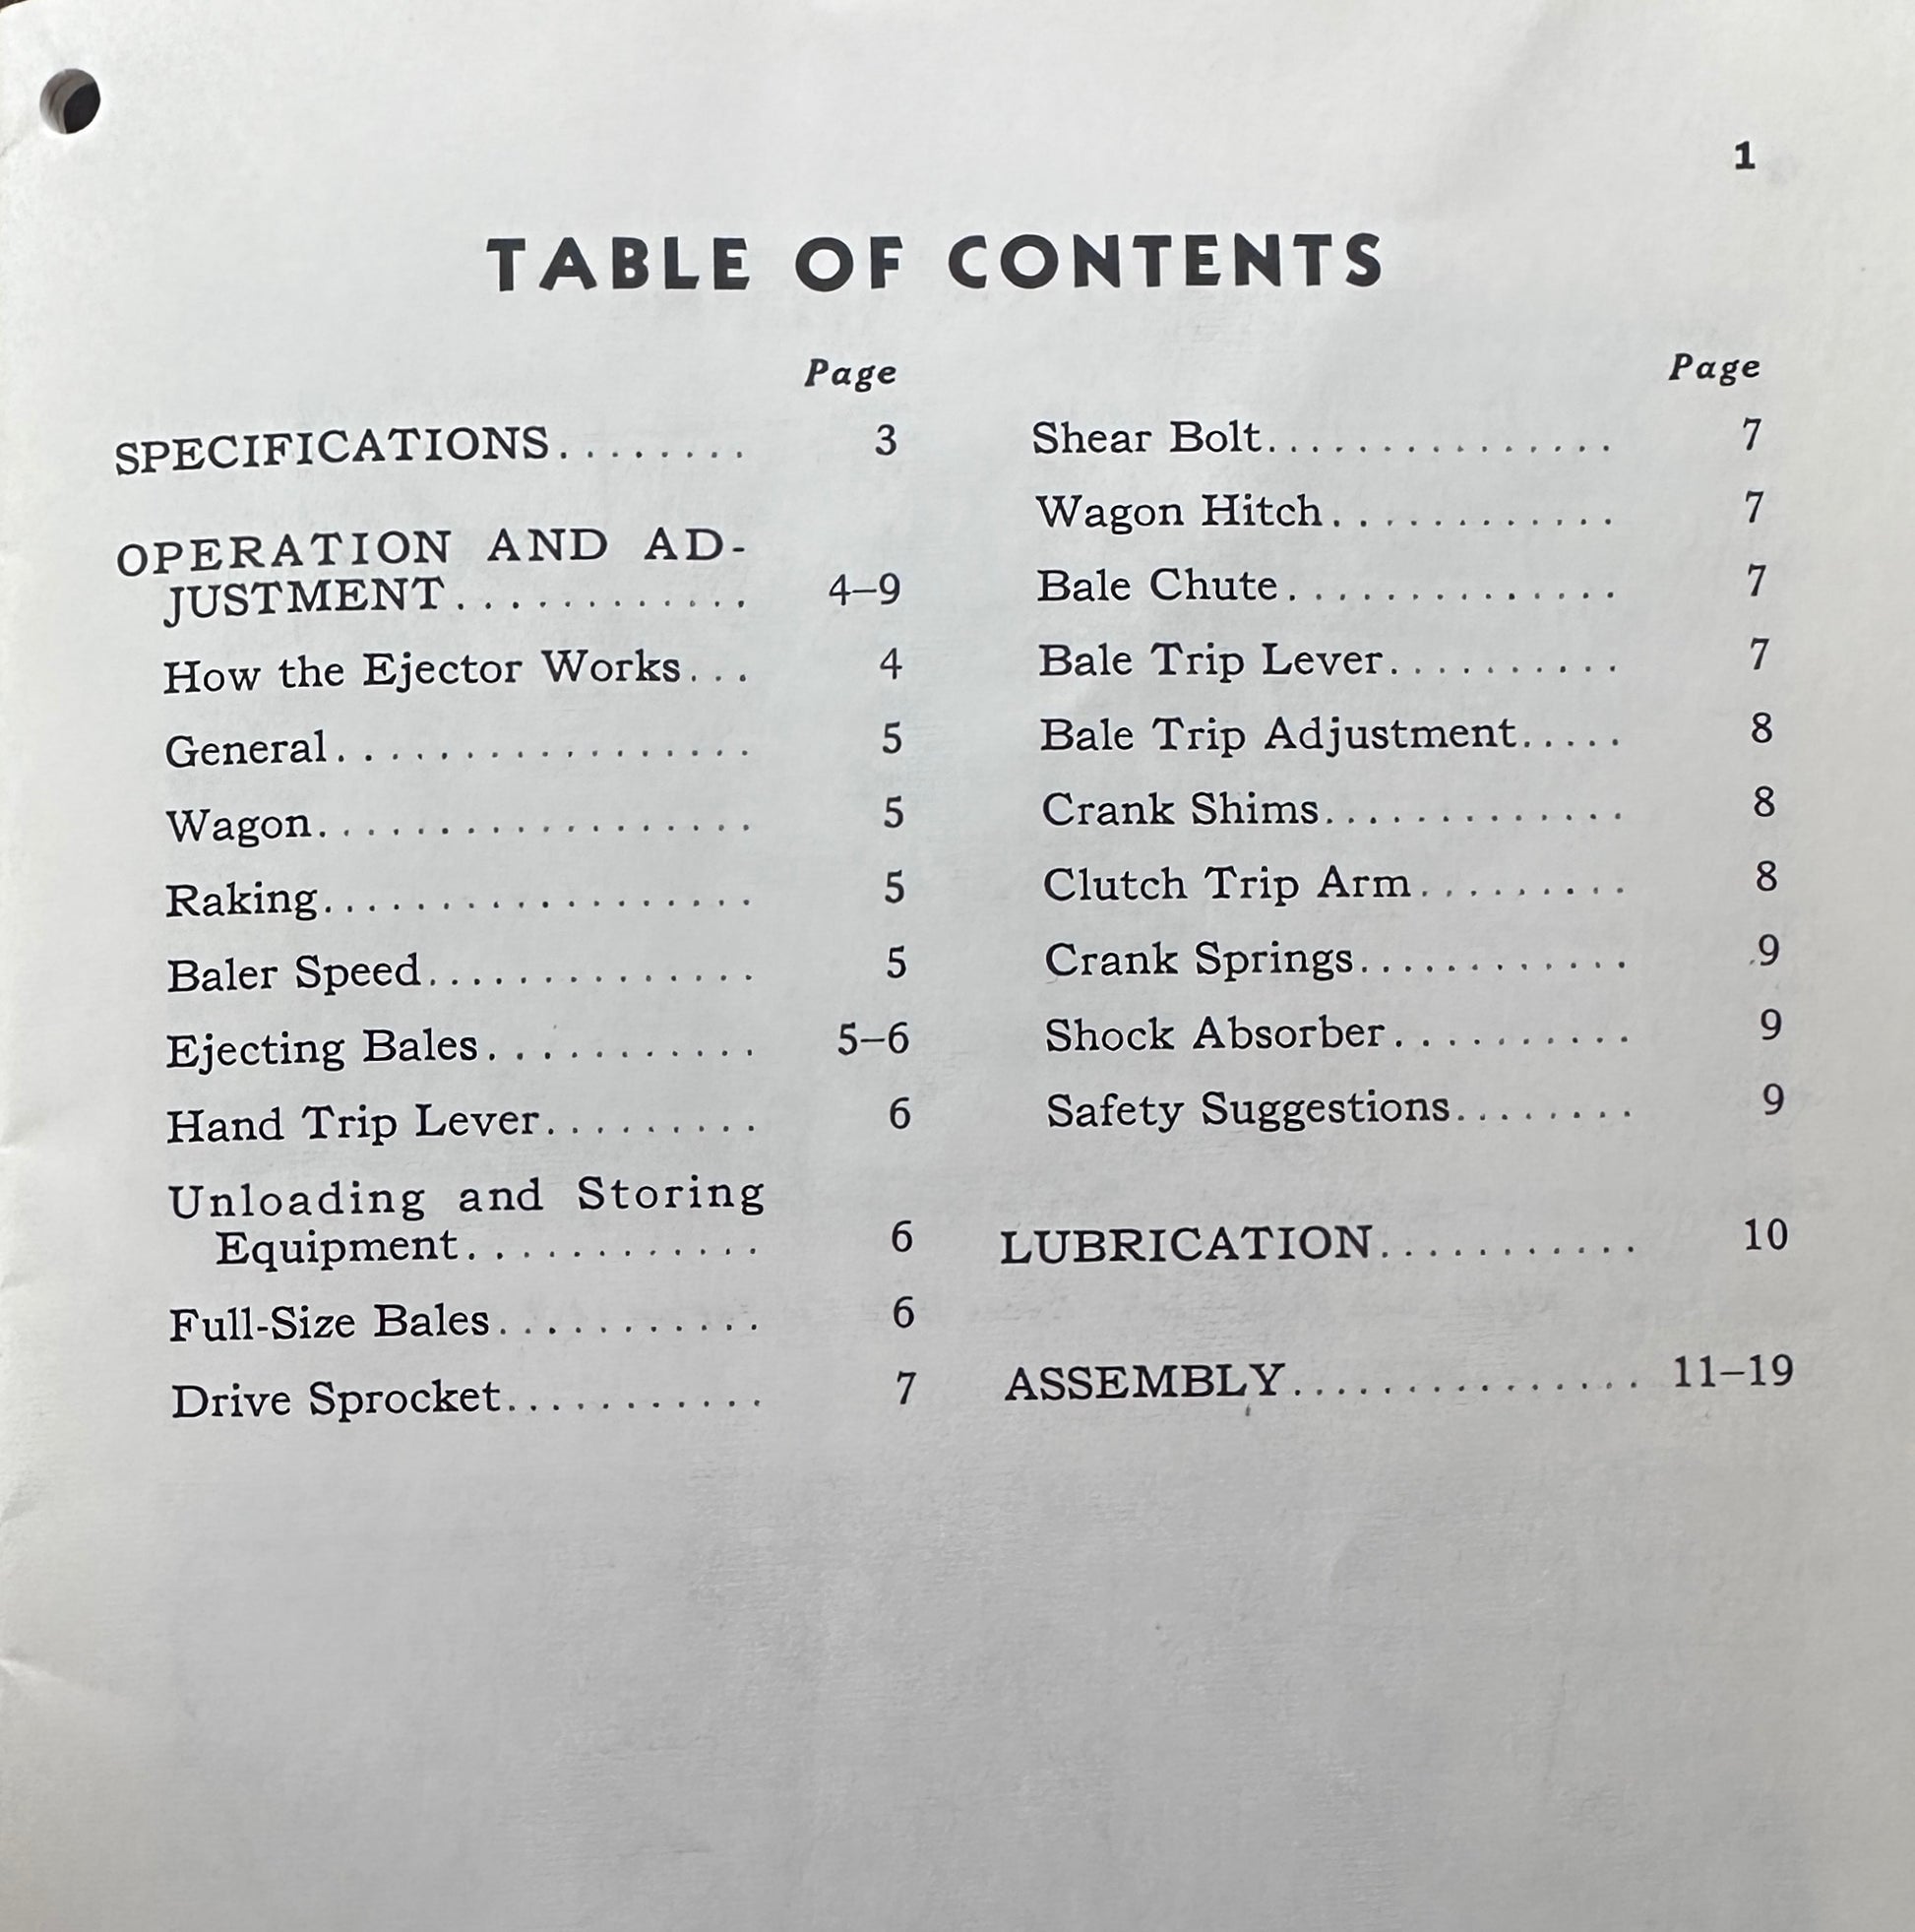 1
TABLE OF CONTENTS
Page
SPECIFICATIONS........ 3
OPERATION AND AD-
JUSTMENT............ 4–9
How the Ejector Works... 4
General................ 5
Wagon................. 5
Raking................. 5
Baler Speed............. 5
Ejecting Bales........... 5–6
Hand Trip Lever......... 6
Unloading and Storing
Equipment............ 6
Full-Size Bales........... 6
Drive Sprocket........... 7
Page
Shear Bolt............... 7
Wagon Hitch............ 7
Bale Chute.............. 7
Bale Trip Lever.......... 7
Bale Trip Adjustment..... 8
Crank Shims............. 8
Clutch Trip Arm......... 8
Crank Springs............ 9
Shock Absorber.......... 9
Safety Suggestions........ 9
LUBRICATION........... 10
ASSEMBLY................ 11–19